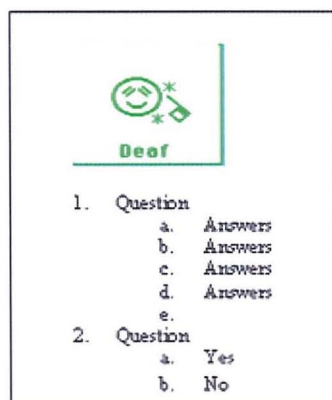 Deaf
1. Question
a. Answers
b. Answers
c. Answers
d. Answers
e.
2. Question
a. Yes
b. No